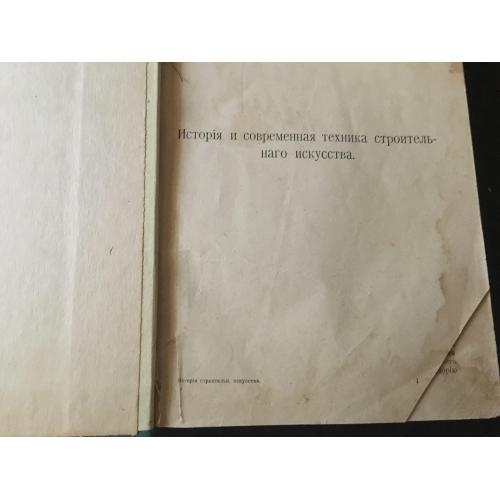 Исторія и современная техника строитель-
наго искусства.
Исторія строительн. искусства.
1